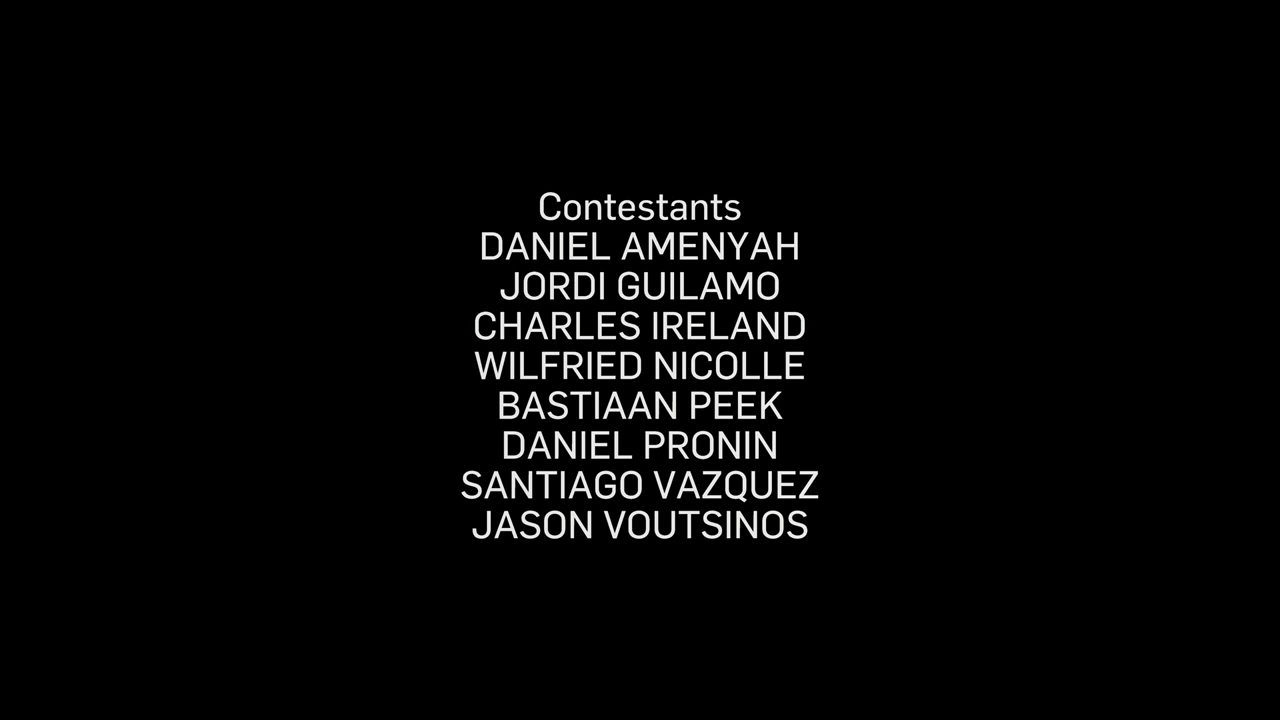 Contestants
DANIEL AMENYAH
JORDI GUILAMO
CHARLES IRELAND
WILFRIED NICOLLE
BASTIAAN PEEK
DANIEL PRONIN
SANTIAGO VAZQUEZ
JASON VOUTSINOS